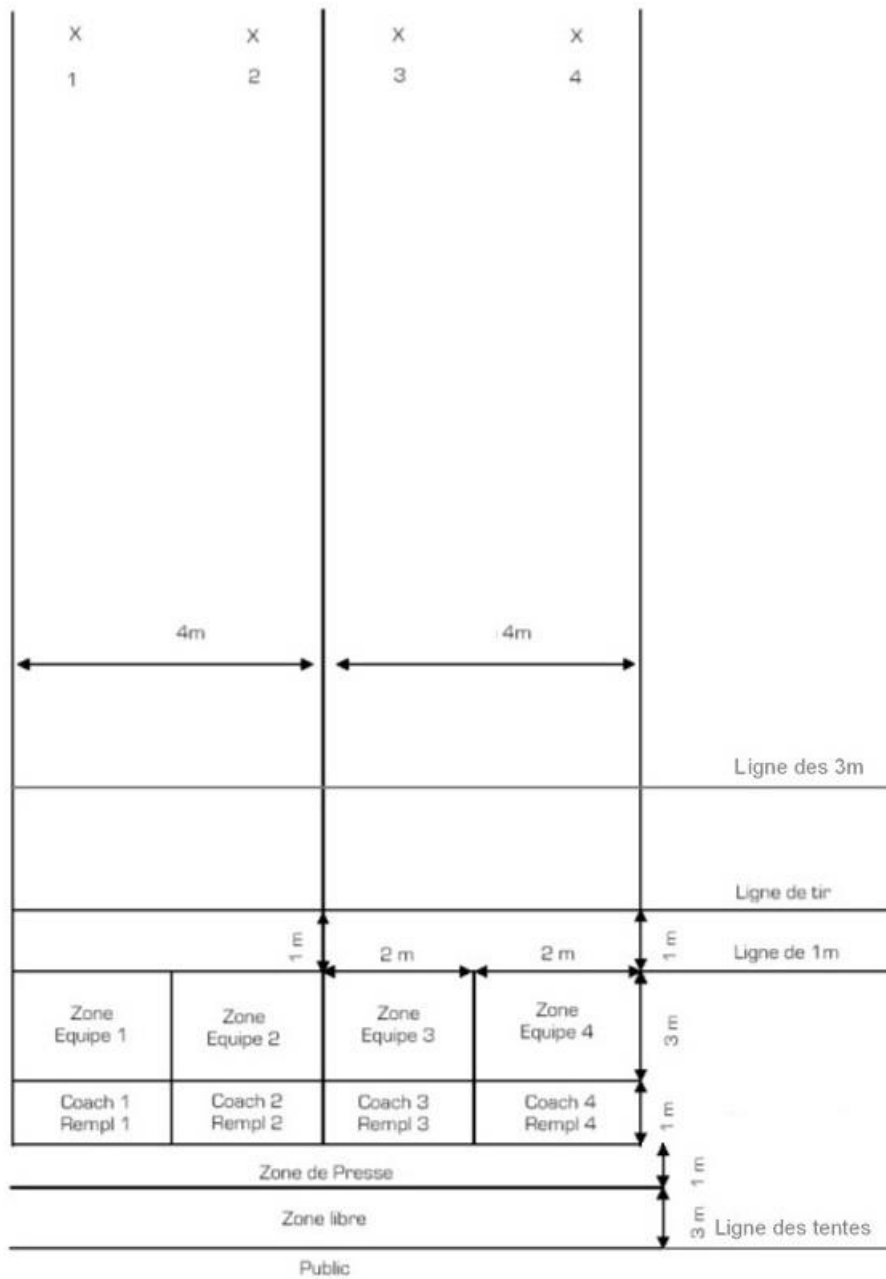 X X X X
1 2 3 4
4m 4m
Ligne des 3m
Ligne de tir
1 m 2 m 2 m 1 m Ligne de 1m
Zone Zone Zone Zone
Equipe 1 Equipe 2 Equipe 3 Equipe 4 3 m
Coach 1 Coach 2 Coach 3 Coach 4
Rempl 1 Rempl 2 Rempl 3 Rempl 4 1 m
Zone de Presse 1 m
Zone libre 3 m Ligne des tentes
Public